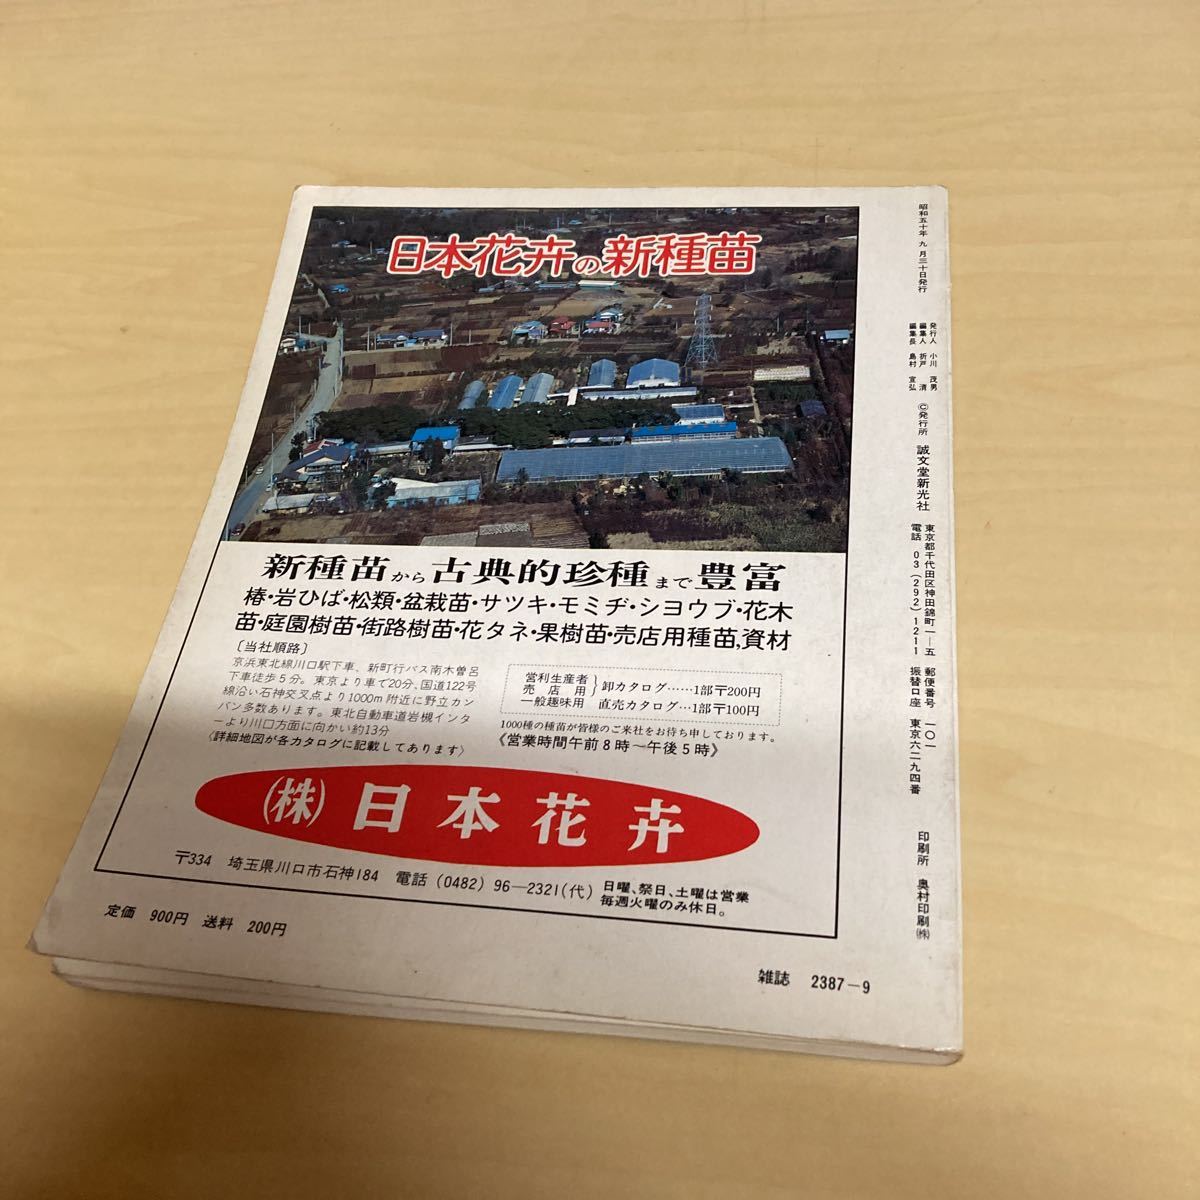 日本花卉の新種苗
新種苗から古典的珍種まで豊富
椿・岩ひば・松類・盆栽苗・サツキ・モミヂ・シヨウブ・花木
苗・庭園樹苗・街路樹苗・花タネ・果樹苗・売店用種苗,資材
〔当社順路〕
京浜東北線川口駅下車、新町行バス南木曽呂
下車徒歩5分。東京より車で20分、国道122号
線沿い石神交叉点より1000m附近に野立カン
バン多数あります。東北自動車道岩槻インタ
ーより川口方面に向かい約13分
〈詳細地図が各カタログに記載してあります〉
営利生産者
売店用
卸カタログ……1部〒200円
一般趣味用 直売カタログ…1部〒100円
1000種の種苗が皆様のご来社をお待ち申しております。
《営業時間午前8時〜午後5時》
㈱日本花卉
〒334 埼玉県川口市石神184 電話(0482)96—2321(代)
日曜、祭日、土曜は営業
毎週火曜のみ休日。
定価 900円 送料 200円
雑誌 2387−9
昭和五十年九月三十日発行
発行人 小川茂男
編集人 折戸清
編集長 島村宣弘
©発行所 誠文堂新光社
東京都千代田区神田錦町一ー五 郵便番号 一〇一
電話 03(292)1211 振替口座 東京六二九四番
印刷所 奥村印刷㈱